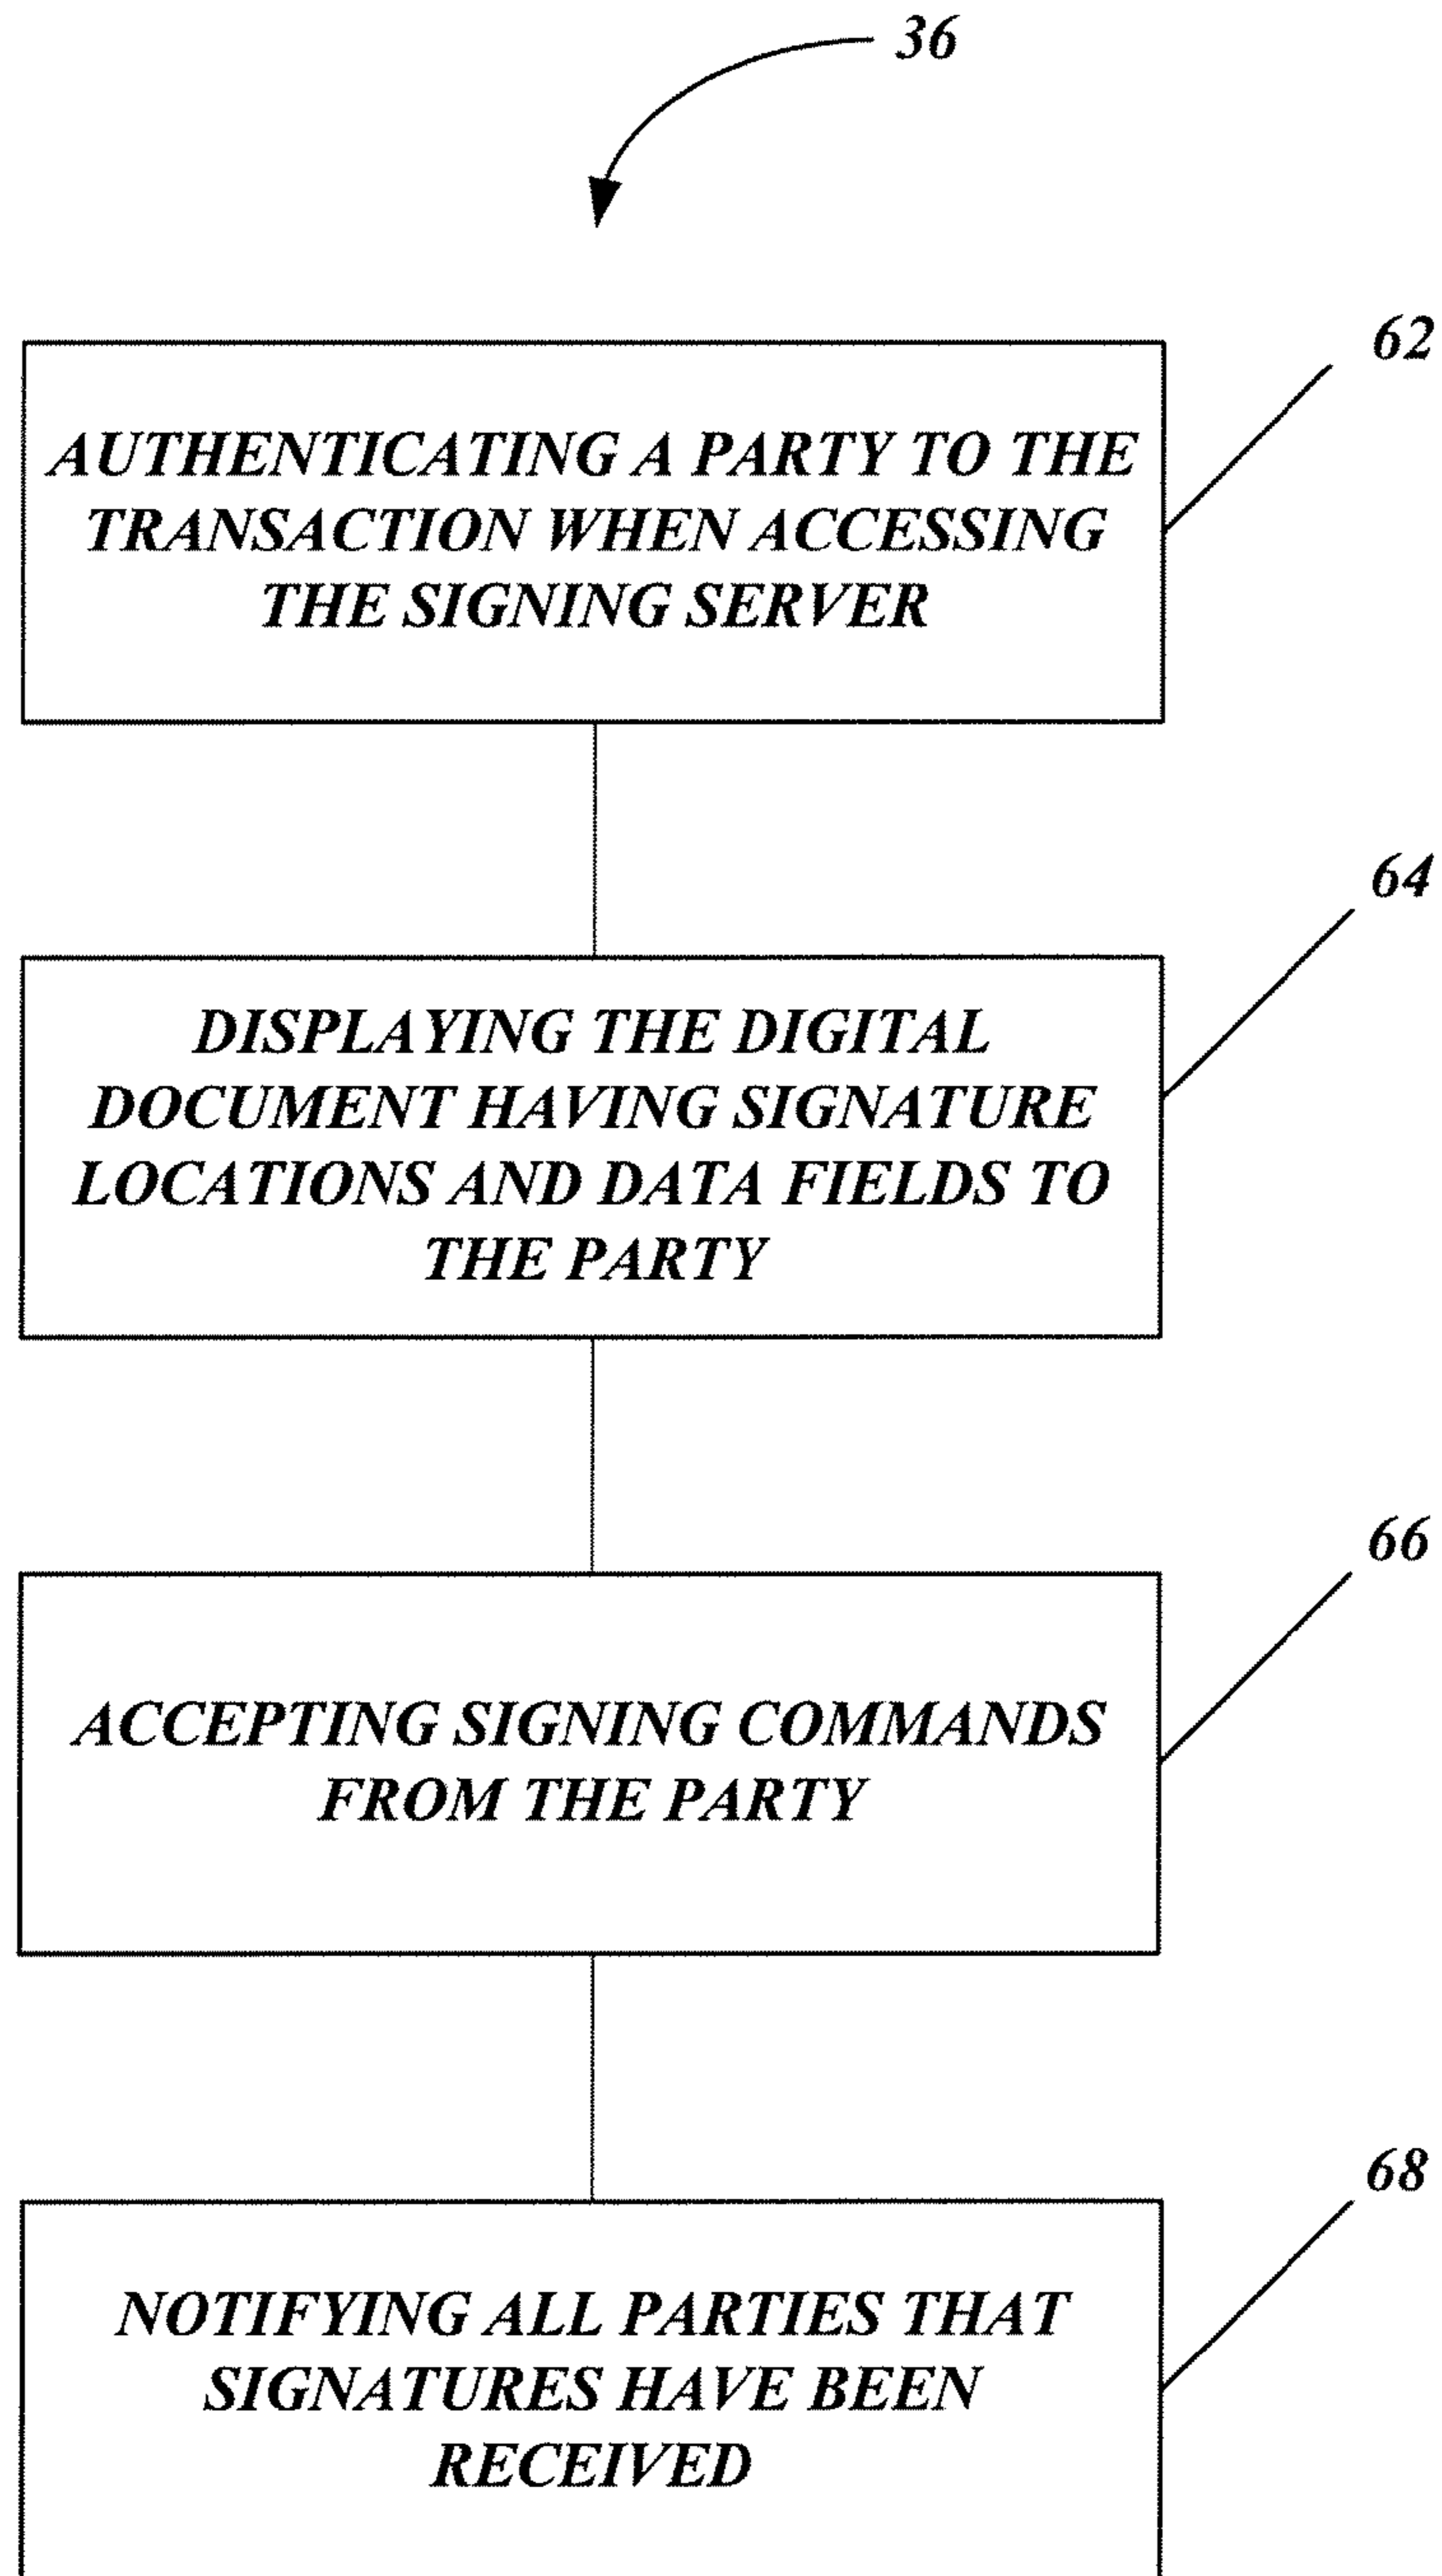 36
62
AUTHENTICATING A PARTY TO THE
TRANSACTION WHEN ACCESSING
THE SIGNING SERVER
64
DISPLAYING THE DIGITAL
DOCUMENT HAVING SIGNATURE
LOCATIONS AND DATA FIELDS TO
THE PARTY
66
ACCEPTING SIGNING COMMANDS
FROM THE PARTY
68
NOTIFYING ALL PARTIES THAT
SIGNATURES HAVE BEEN
RECEIVED